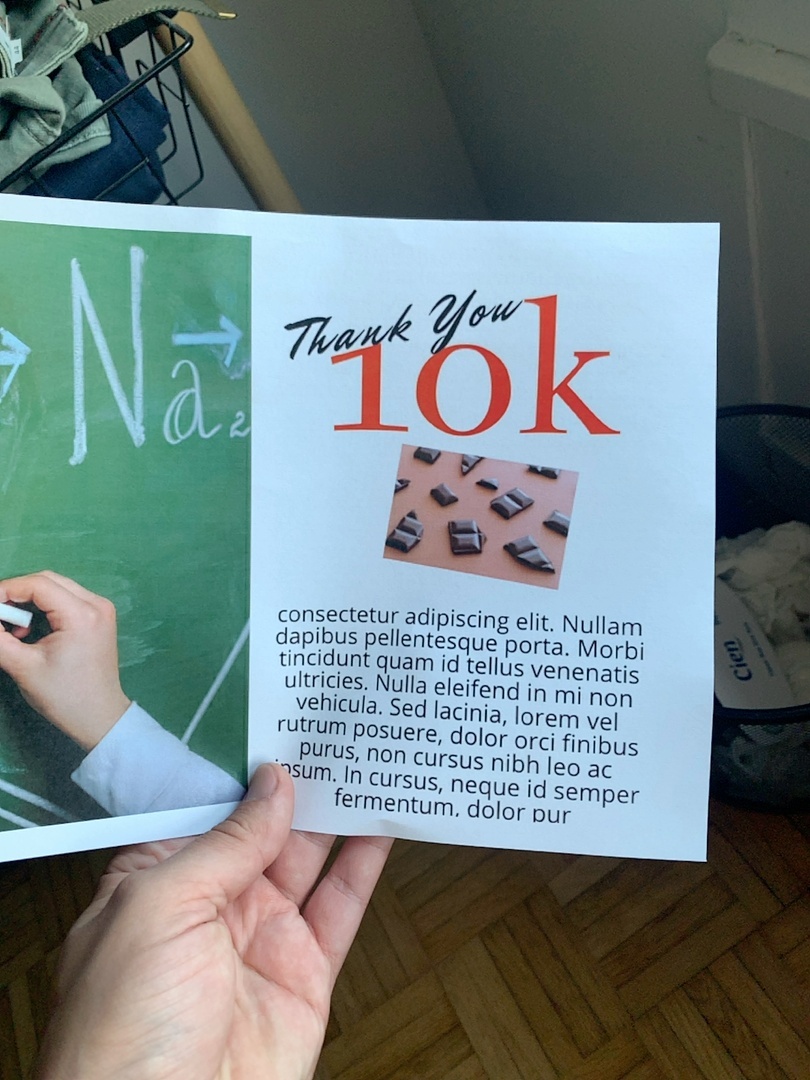 Na₂
Thank You
10k
consectetur adipiscing elit. Nullam
dapibus pellentesque porta. Morbi
tincidunt quam id tellus venenatis
ultricies. Nulla eleifend in mi non
vehicula. Sed lacinia, lorem vel
rutrum posuere, dolor orci finibus
purus, non cursus nibh leo ac
ipsum. In cursus, neque id semper
fermentum, dolor pur
Cien